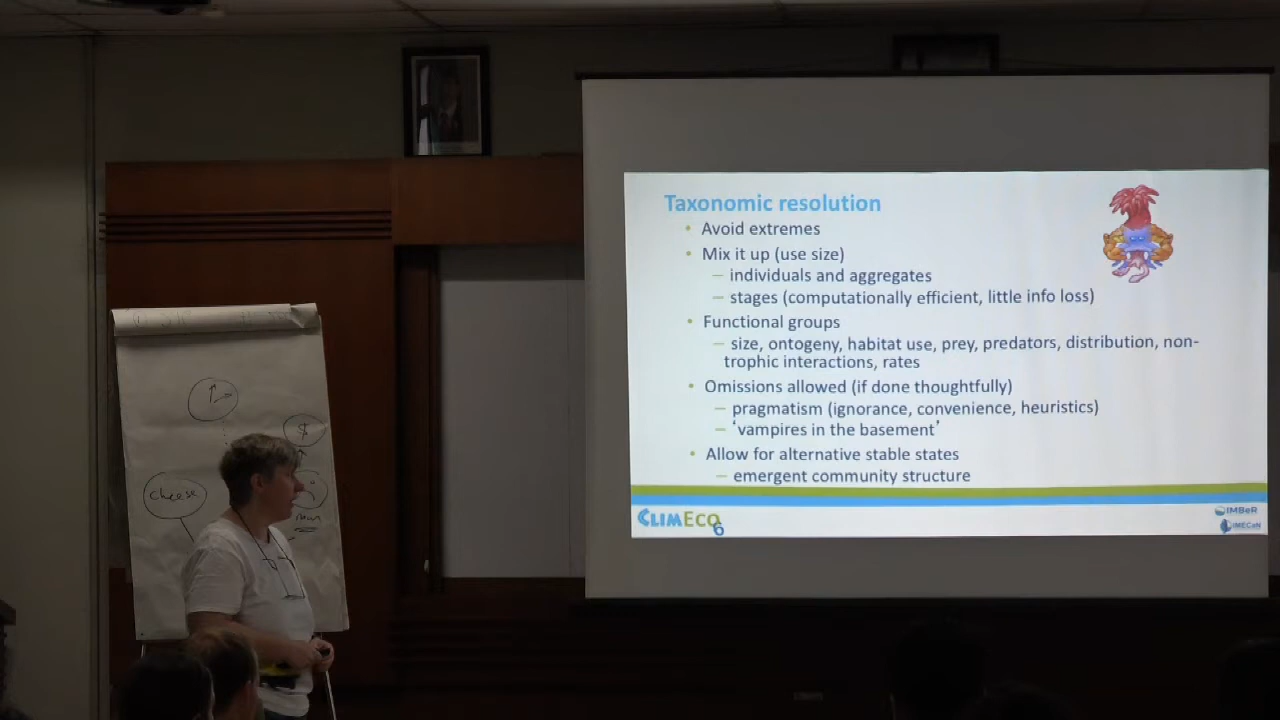 Taxonomic resolution
• Avoid extremes
• Mix it up (use size)
– individuals and aggregates
– stages (computationally efficient, little info loss)
• Functional groups
– size, ontogeny, habitat use, prey, predators, distribution, non-
trophic interactions, rates
• Omissions allowed (if done thoughtfully)
– pragmatism (ignorance, convenience, heuristics)
– ‘vampires in the basement’
• Allow for alternative stable states
– emergent community structure
CLIMECO
6
IMBeR
IMECaN
$
cheese